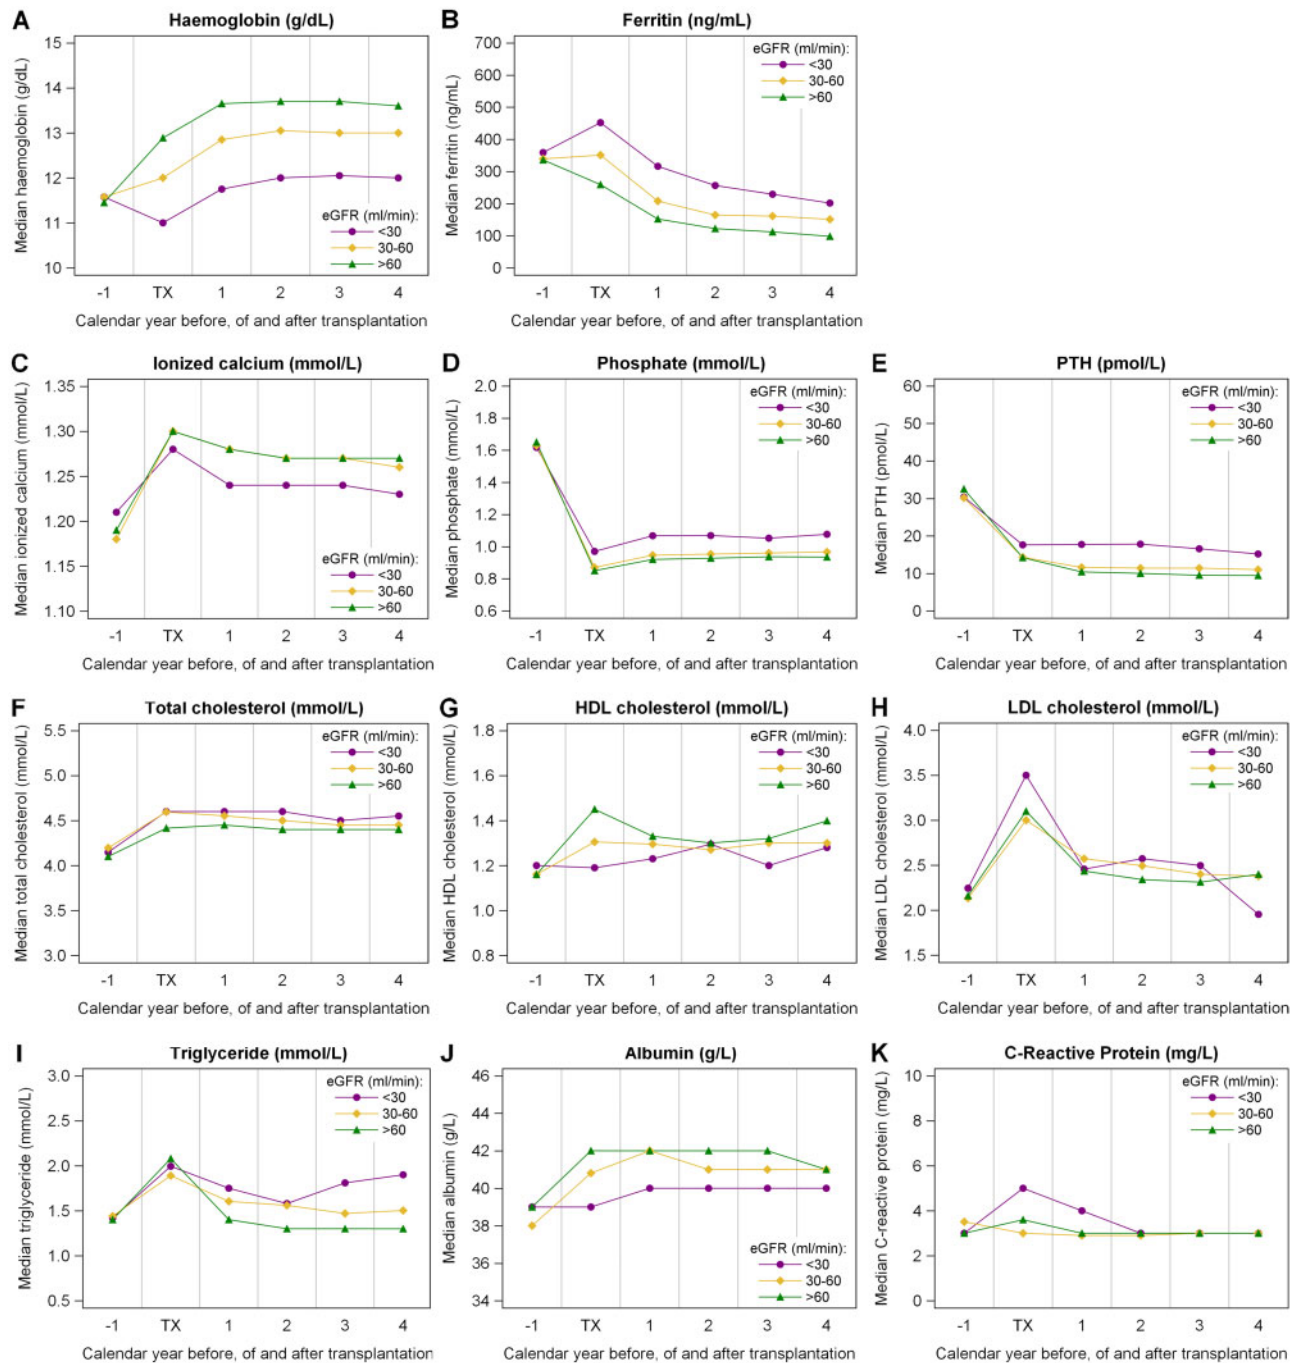 A
Haemoglobin (g/dL)
Median haemoglobin (g/dL)
15
14
13
12
11
10
eGFR (ml/min):
<30
30-60
>60
-1 TX 1 2 3 4
Calendar year before, of and after transplantation
B
Ferritin (ng/mL)
Median ferritin (ng/mL)
700
600
500
400
300
200
100
0
eGFR (ml/min):
<30
30-60
>60
-1 TX 1 2 3 4
Calendar year before, of and after transplantation
C
Ionized calcium (mmol/L)
Median ionized calcium (mmol/L)
1.35
1.30
1.25
1.20
1.15
1.10
eGFR (ml/min):
<30
30-60
>60
-1 TX 1 2 3 4
Calendar year before, of and after transplantation
D
Phosphate (mmol/L)
Median phosphate (mmol/L)
2.0
1.8
1.6
1.4
1.2
1.0
0.8
0.6
eGFR (ml/min):
<30
30-60
>60
-1 TX 1 2 3 4
Calendar year before, of and after transplantation
E
PTH (pmol/L)
Median PTH (pmol/L)
60
50
40
30
20
10
0
eGFR (ml/min):
<30
30-60
>60
-1 TX 1 2 3 4
Calendar year before, of and after transplantation
F
Total cholesterol (mmol/L)
Median total cholesterol (mmol/L)
5.5
5.0
4.5
4.0
3.5
3.0
eGFR (ml/min):
<30
30-60
>60
-1 TX 1 2 3 4
Calendar year before, of and after transplantation
G
HDL cholesterol (mmol/L)
Median HDL cholesterol (mmol/L)
1.8
1.6
1.4
1.2
1.0
0.8
eGFR (ml/min):
<30
30-60
>60
-1 TX 1 2 3 4
Calendar year before, of and after transplantation
H
LDL cholesterol (mmol/L)
Median LDL cholesterol (mmol/L)
4.0
3.5
3.0
2.5
2.0
1.5
eGFR (ml/min):
<30
30-60
>60
-1 TX 1 2 3 4
Calendar year before, of and after transplantation
I
Triglyceride (mmol/L)
Median triglyceride (mmol/L)
3.0
2.5
2.0
1.5
1.0
0.5
eGFR (ml/min):
<30
30-60
>60
-1 TX 1 2 3 4
Calendar year before, of and after transplantation
J
Albumin (g/L)
Median albumin (g/L)
46
44
42
40
38
36
34
eGFR (ml/min):
<30
30-60
>60
-1 TX 1 2 3 4
Calendar year before, of and after transplantation
K
C-Reactive Protein (mg/L)
Median C-reactive protein (mg/L)
10
8
6
4
2
0
eGFR (ml/min):
<30
30-60
>60
-1 TX 1 2 3 4
Calendar year before, of and after transplantation